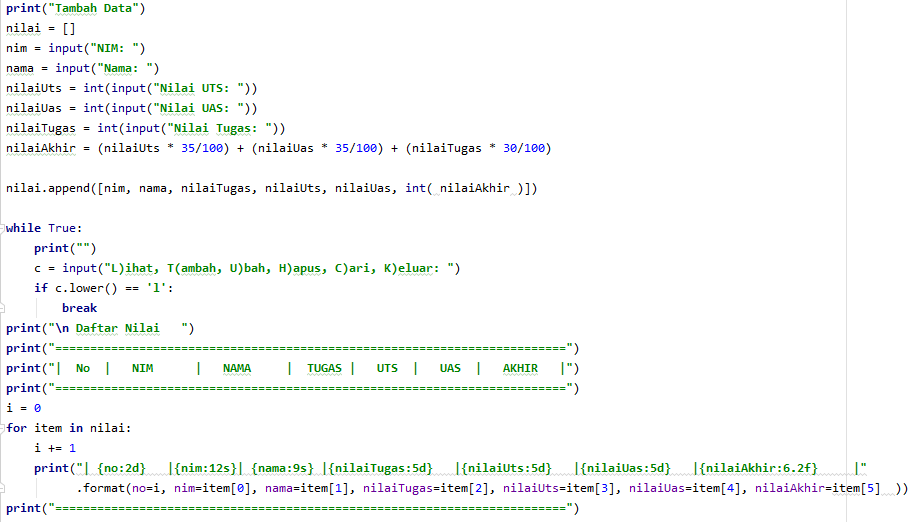 print("Tambah Data")
nilai = []
nim = input("NIM: ")
nama = input("Nama: ")
nilaiUts = int(input("Nilai UTS: "))
nilaiUas = int(input("Nilai UAS: "))
nilaiTugas = int(input("Nilai Tugas: "))
nilaiAkhir = (nilaiUts * 35/100) + (nilaiUas * 35/100) + (nilaiTugas * 30/100)

nilai.append([nim, nama, nilaiTugas, nilaiUts, nilaiUas, int( nilaiAkhir )])

while True:
    print("")
    c = input("L)ihat, T(ambah, U)bah, H)apus, C)ari, K)eluar: ")
    if c.lower() == 'l':
        break
print("\n Daftar Nilai   ")
print("=========================================================================")
print("|  No  |   NIM      |   NAMA     |  TUGAS |   UTS  |   UAS  |   AKHIR   |")
print("=========================================================================")
i = 0
for item in nilai:
    i += 1
    print("| {no:2d}   |{nim:12s}| {nama:9s} |{nilaiTugas:5d}   |{nilaiUts:5d}   |{nilaiUas:5d}   |{nilaiAkhir:6.2f}     |"
          .format(no=i, nim=item[0], nama=item[1], nilaiTugas=item[2], nilaiUts=item[3], nilaiUas=item[4], nilaiAkhir=item[5]  ))
print("=========================================================================")